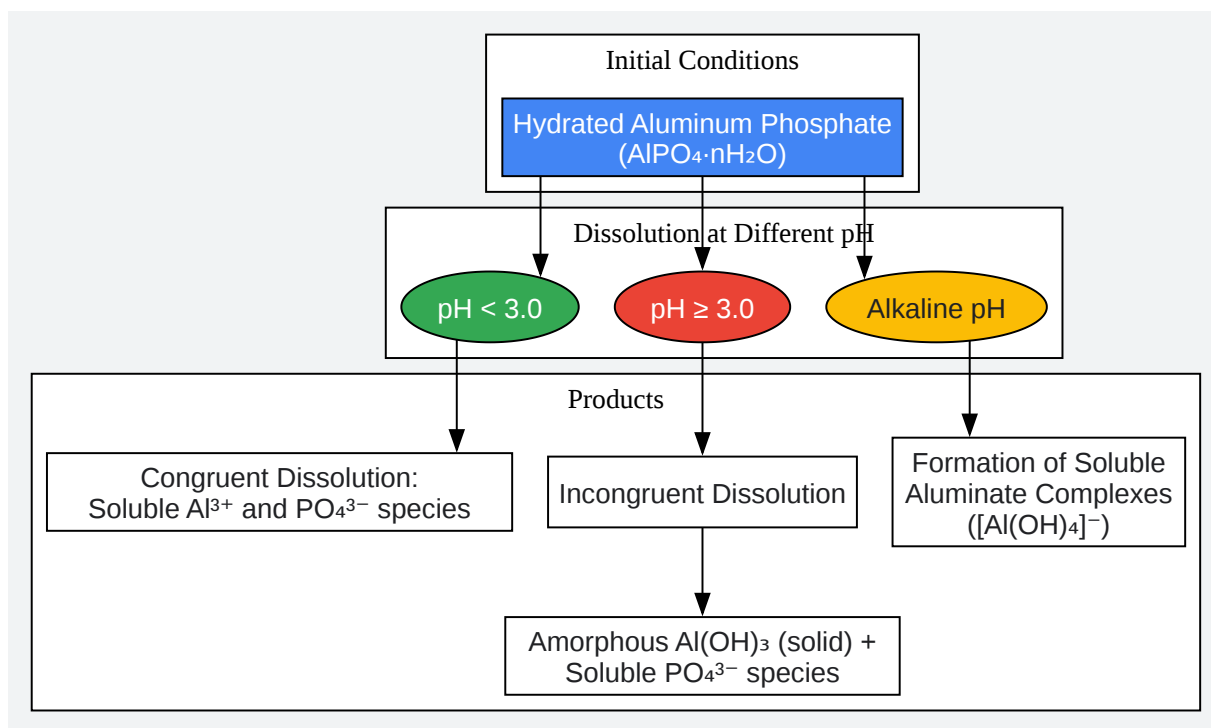 Initial Conditions
Hydrated Aluminum Phosphate
(AlPO₄·nH₂O)
Dissolution at Different pH
pH < 3.0
pH ≥ 3.0
Alkaline pH
Products
Congruent Dissolution:
Soluble Al³⁺ and PO₄³⁻ species
Incongruent Dissolution
Formation of Soluble
Aluminate Complexes
([Al(OH)₄]⁻)
Amorphous Al(OH)₃ (solid) +
Soluble PO₄³⁻ species